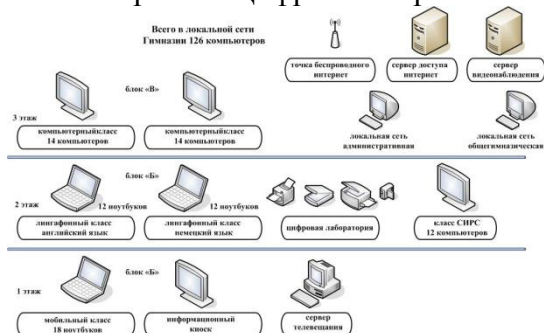 Всего в локальной сети
Гимназии 126 компьютеров
точка беспроводного
интернет
сервер доступа
интернет
сервер
видеонаблюдения
блок «В»
3 этаж
компьютерныйкласс
14 компьютеров
компьютерныйкласс
14 компьютеров
локальная сеть
административная
локальная сеть
общегимназическая
блок «Б»
2 этаж
12 ноутбуков
12 ноутбуков
лингафонный класс
английский язык
лингафонный класс
немецкий язык
цифровая лаборатория
класс СИРС
12 компьютеров
блок «Б»
1 этаж
мобильный класс
18 ноутбуков
информационный
киоск
сервер
телевещания